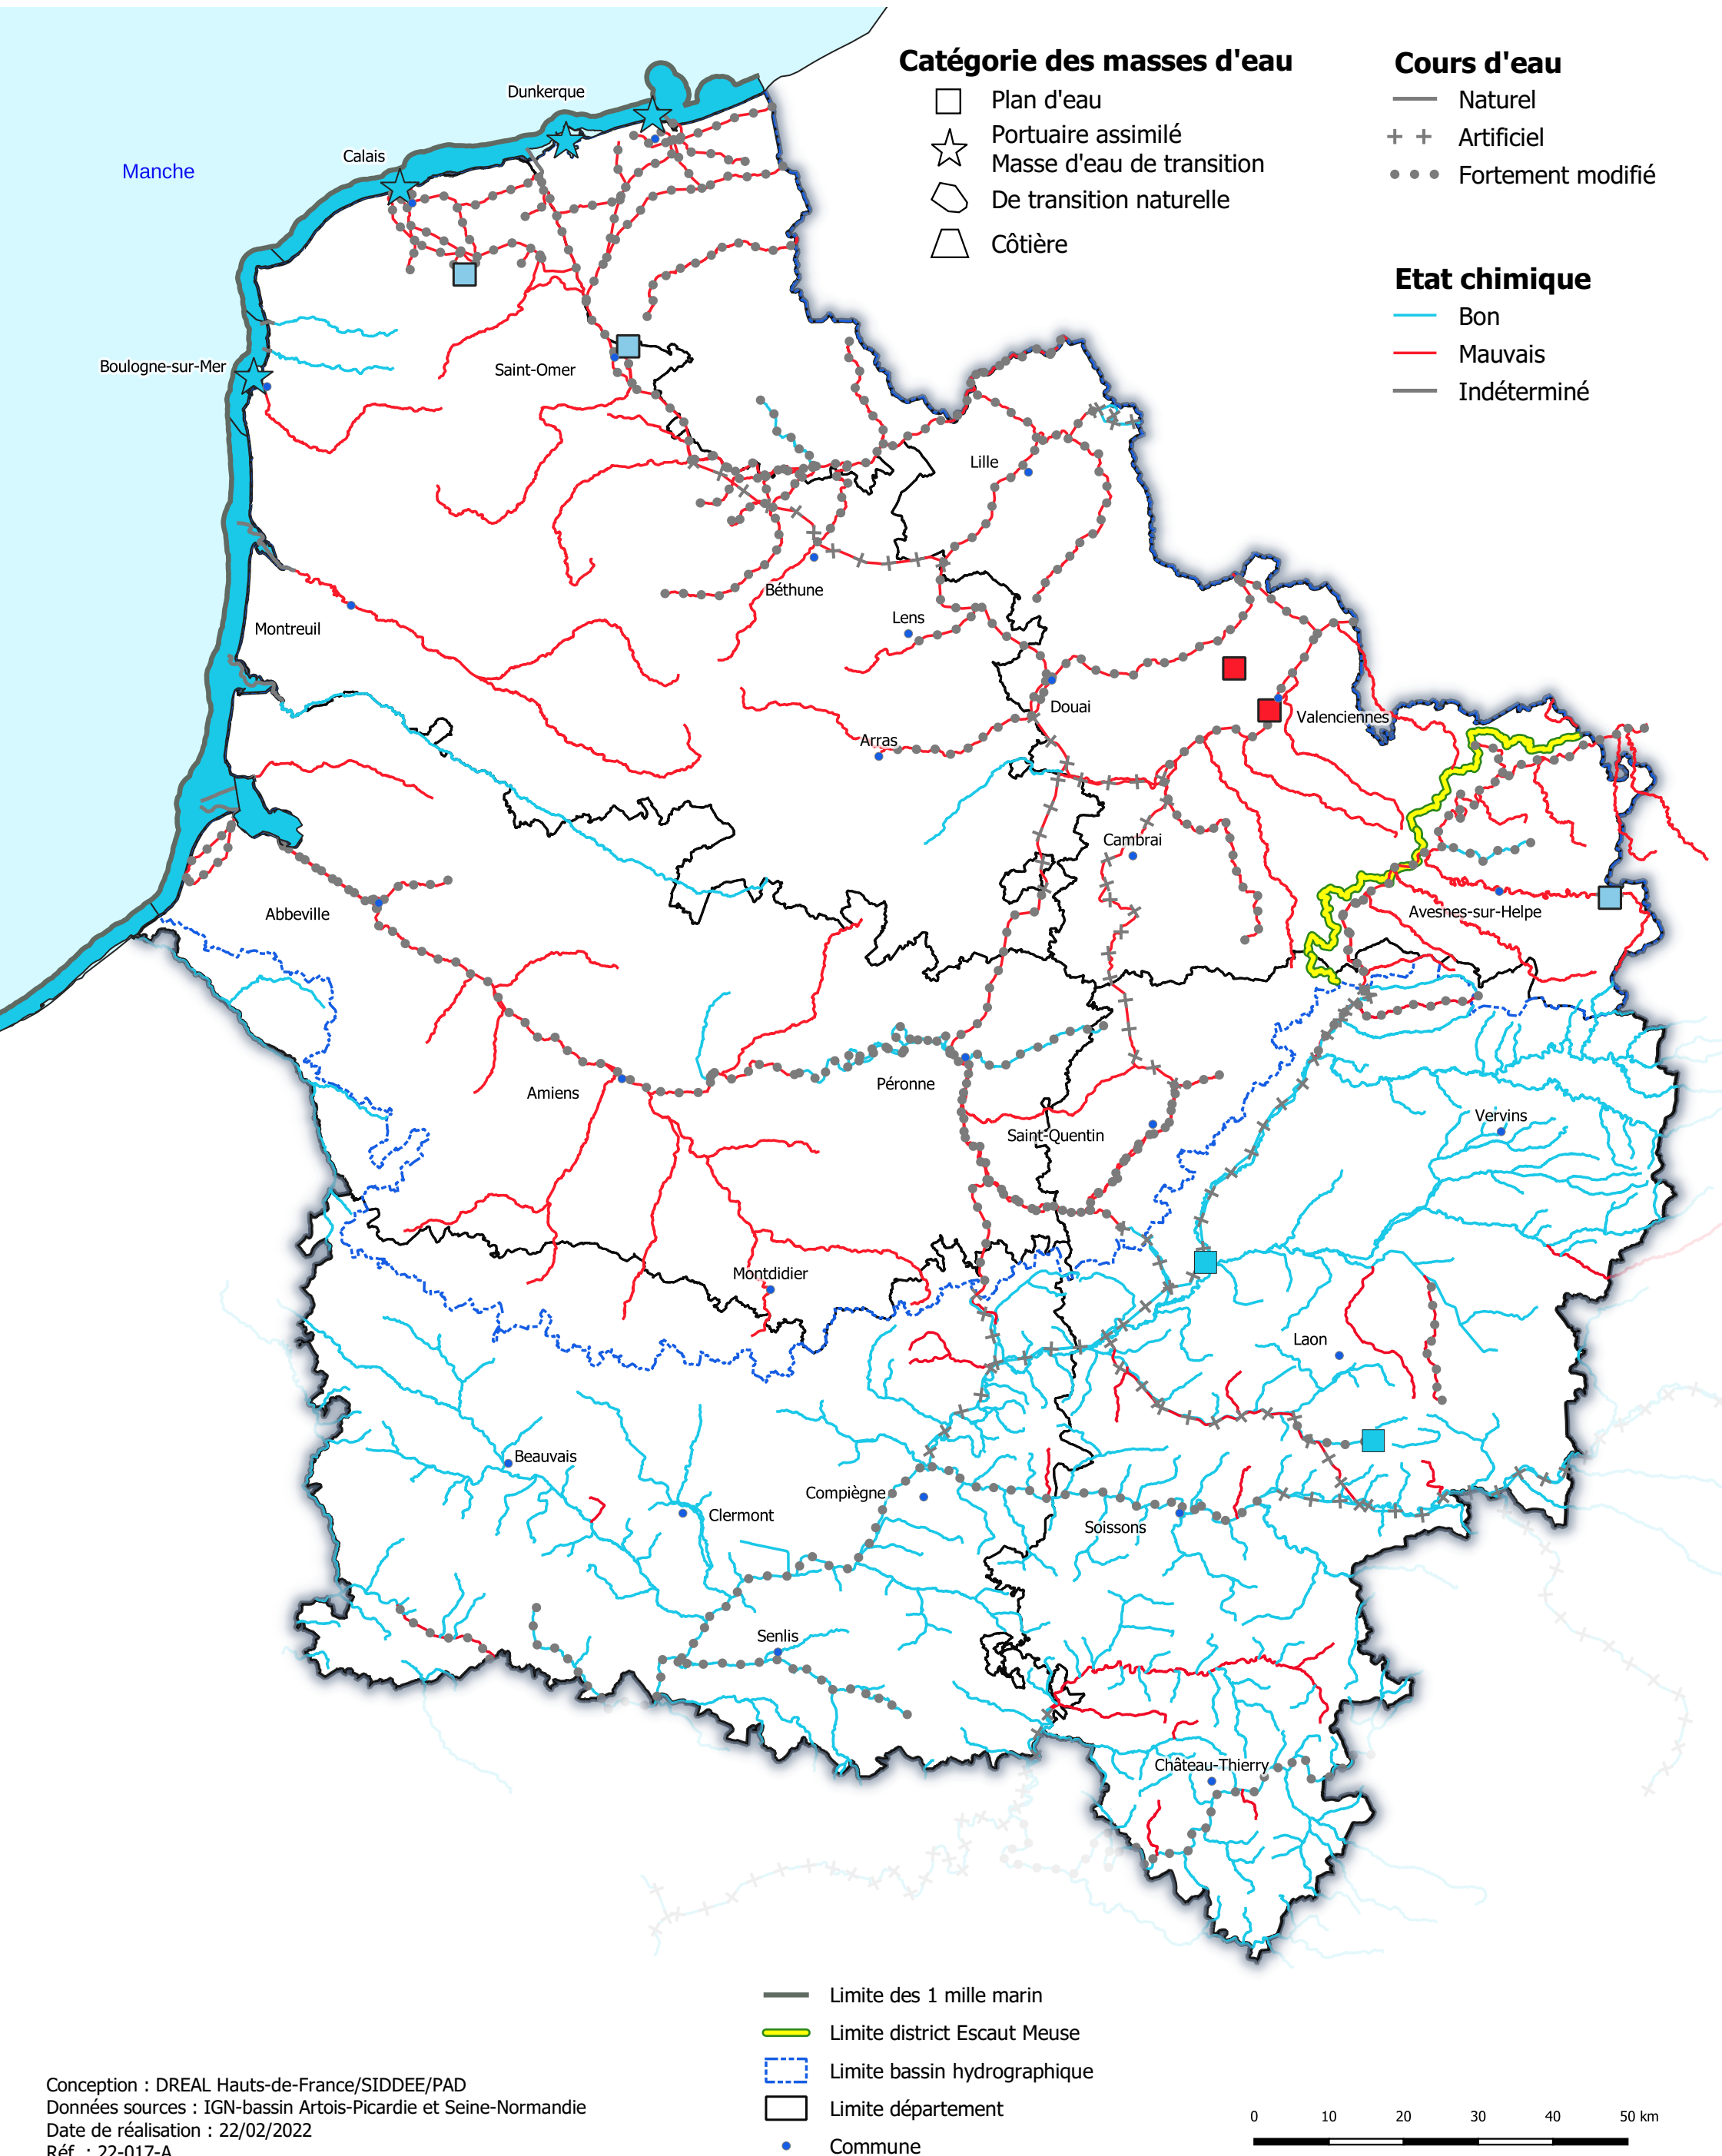 Catégorie des masses d'eau
Plan d'eau
Portuaire assimilé
Masse d'eau de transition
De transition naturelle
Côtière
Cours d'eau
Naturel
Artificiel
Fortement modifié
Etat chimique
Bon
Mauvais
Indéterminé
Manche
Dunkerque
Calais
Boulogne-sur-Mer
Saint-Omer
Lille
Béthune
Lens
Montreuil
Douai
Valenciennes
Arras
Cambrai
Abbeville
Avesnes-sur-Helpe
Amiens
Péronne
Vervins
Saint-Quentin
Montdidier
Laon
Beauvais
Compiègne
Clermont
Soissons
Senlis
Château-Thierry
Limite des 1 mille marin
Limite district Escaut Meuse
Limite bassin hydrographique
Limite département
Commune
Conception : DREAL Hauts-de-France/SIDDEE/PAD
Données sources : IGN-bassin Artois-Picardie et Seine-Normandie
Date de réalisation : 22/02/2022
Réf. : 22-017-A
0 10 20 30 40 50 km